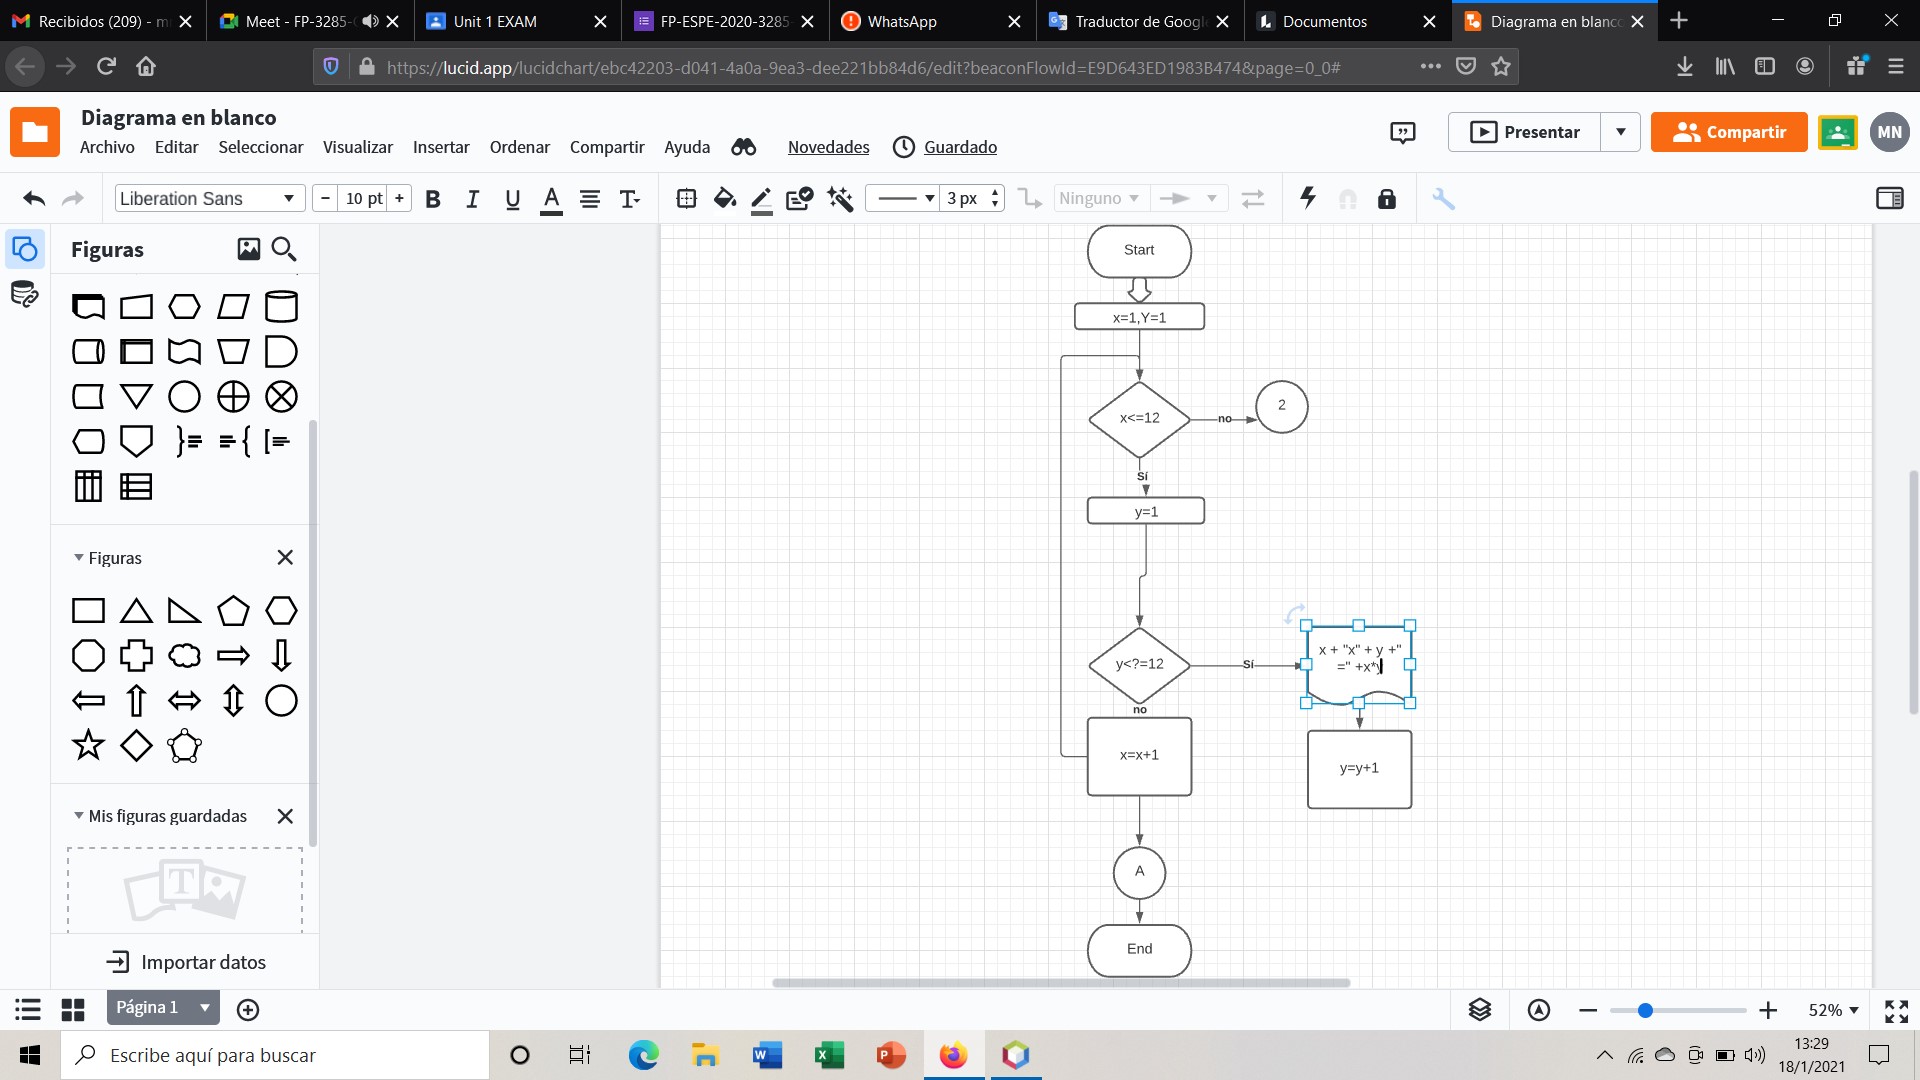 Recibidos (209) - m
Meet - FP-3285-
Unit 1 EXAM
FP-ESPE-2020-3285-
WhatsApp
Traductor de Google
Documentos
Diagrama en blanco
https://lucid.app/lucidchart/ebc42203-d041-4a0a-9ea3-dee221bb84d6/edit?beaconFlowId=E9D643ED1983B474&page=0_0#
Diagrama en blanco
Archivo Editar Seleccionar Visualizar Insertar Ordenar Compartir Ayuda Novedades Guardado
Presentar
Compartir
MN
Liberation Sans
− 10 pt +
B I U A T
3 px
Ninguno
Figuras
Figuras
Mis figuras guardadas
T
Importar datos
Start
x=1,Y=1
x<=12
no
2
Sí
y=1
y<?=12
Sí
x + "x" + y +"
=" +x*y
no
x=x+1
y=y+1
A
End
Página 1
52%
Escribe aquí para buscar
13:29
18/1/2021